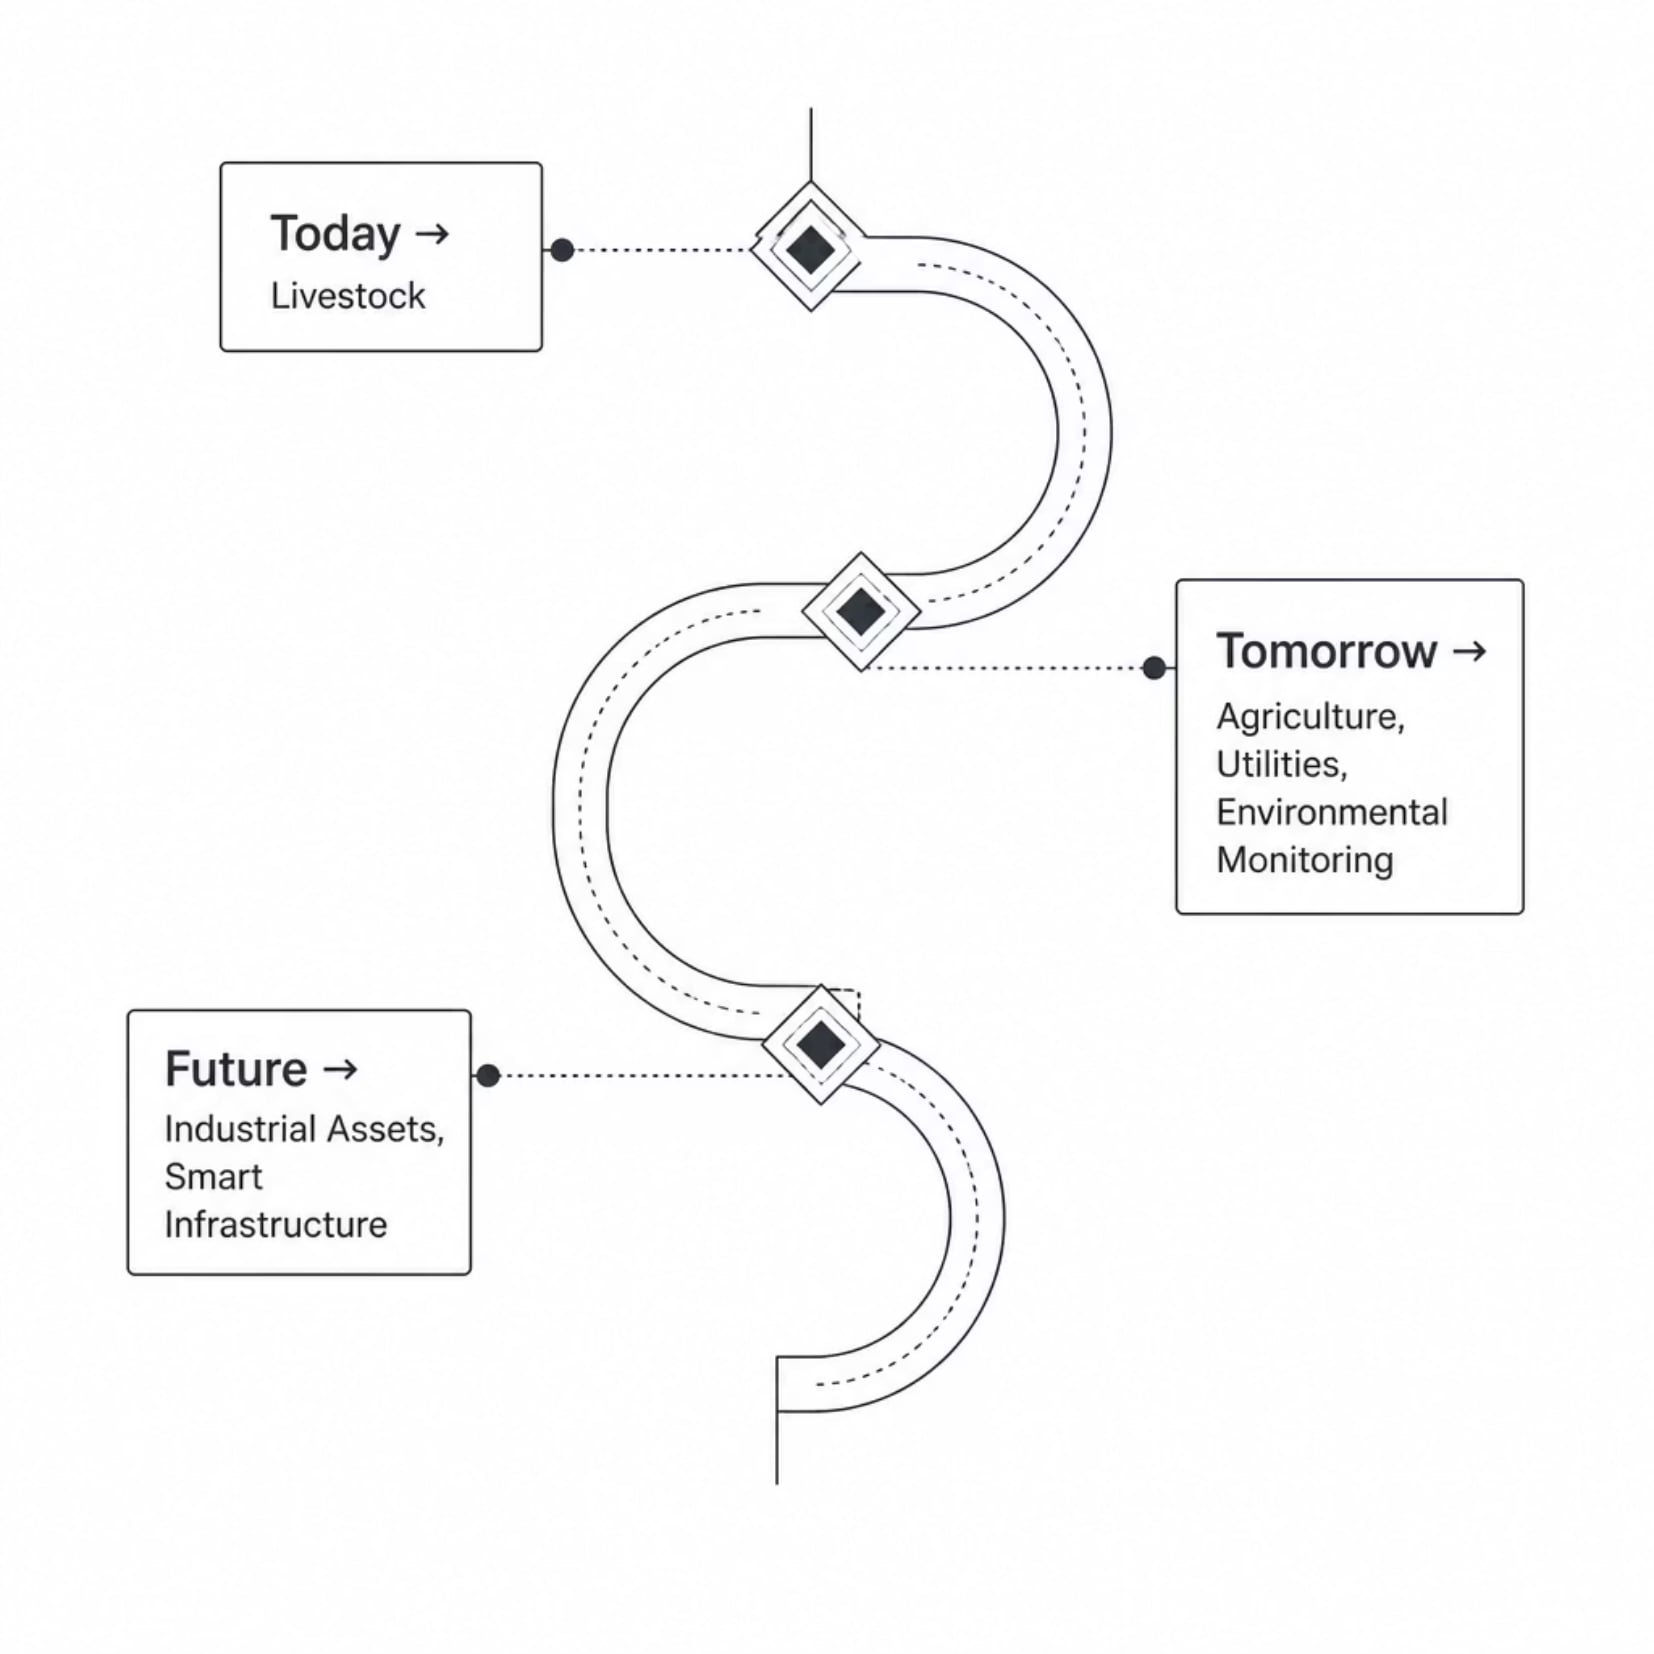 Today →
Livestock
Tomorrow →
Agriculture,
Utilities,
Environmental
Monitoring
Future →
Industrial Assets,
Smart
Infrastructure